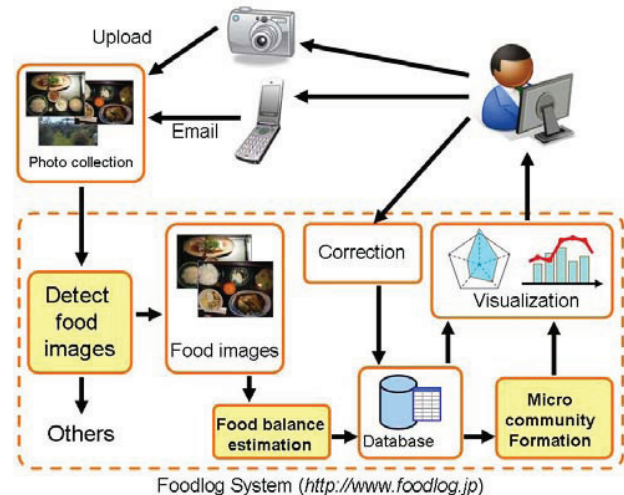 Upload
Email
Photo collection
Correction
Visualization
Detect
food
images
Food images
Others
Food balance
estimation
Database
Micro
community
Formation
Foodlog System (http://www.foodlog.jp)